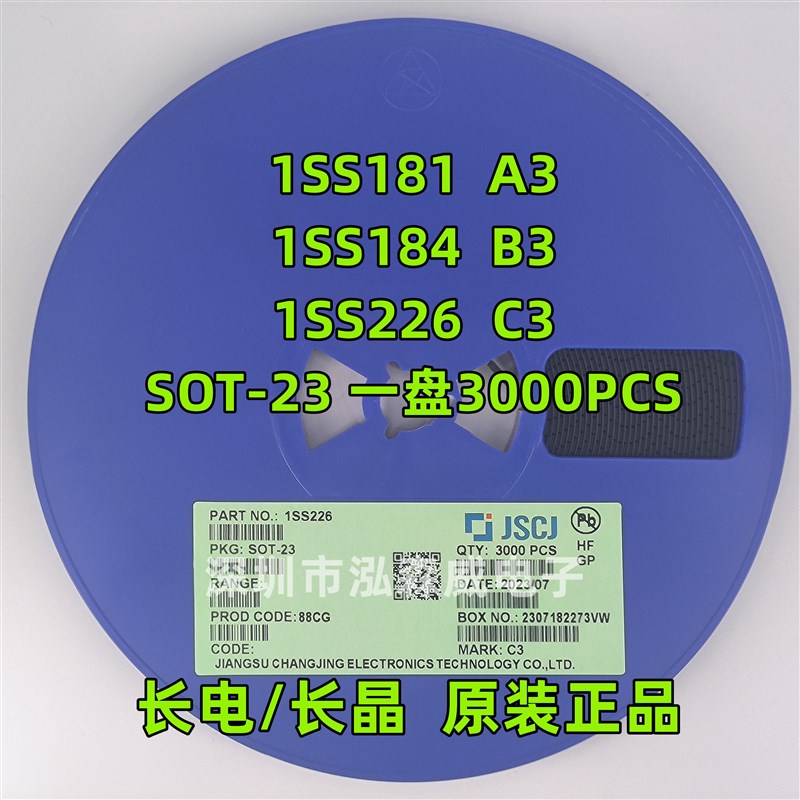 1SS181 A3
1SS184 B3
1SS226 C3
SOT-23 一盘3000PCS
PART NO.: 1SS226
JSCJ
Pb
PKG: SOT-23
QTY: 3000 PCS
HF
GP
RANGE:
DATE: 2023/07
PROD CODE:88CG
BOX NO.: 2307182273VW
CODE:
MARK: C3
JIANGSU CHANGJING ELECTRONICS TECHNOLOGY CO.,LTD.
长电/长晶 原装正品